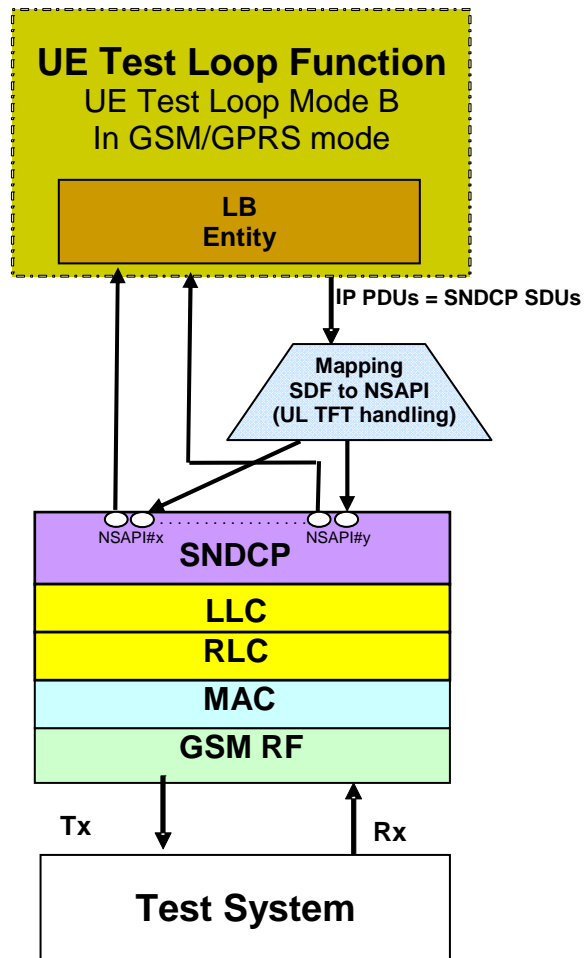 UE Test Loop Function
UE Test Loop Mode B
In GSM/GPRS mode
LB
Entity
IP PDUs = SNDCP SDUs
Mapping
SDF to NSAPI
(UL TFT handling)
NSAPI#x
NSAPI#y
SNDCP
LLC
RLC
MAC
GSM RF
Tx
Rx
Test System